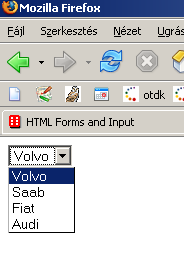 Mozilla Firefox
Fájl Szerkesztés Nézet Ugrás
otdk
HTML Forms and Input
Volvo
Volvo
Saab
Fiat
Audi